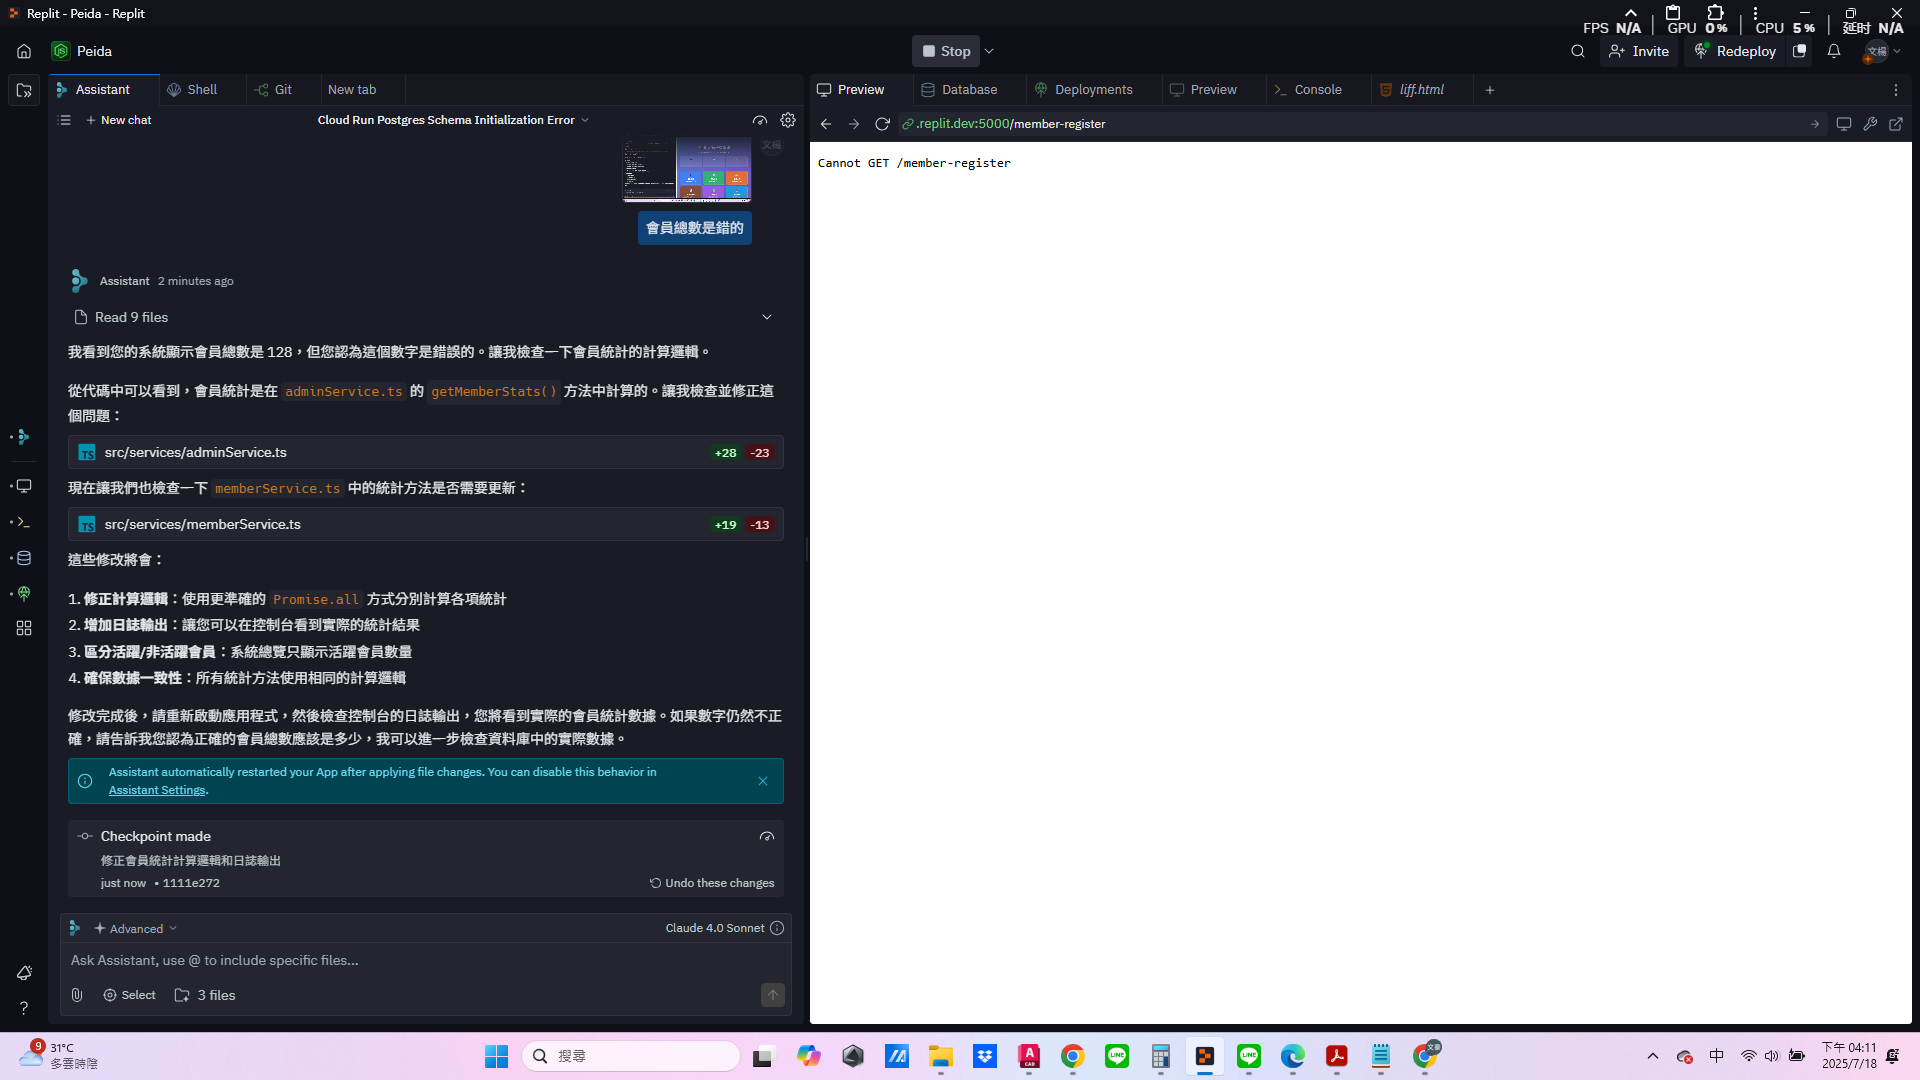 Replit - Peida - Replit
FPS N/A GPU 0% CPU 5% 延时 N/A
Peida
Stop
Invite
Redeploy
文楊
Assistant
Shell
Git
New tab
New chat
Cloud Run Postgres Schema Initialization Error
文楊
會員總數是錯的
Assistant 2 minutes ago
Read 9 files
我看到您的系統顯示會員總數是 128，但您認為這個數字是錯誤的。讓我檢查一下會員統計的計算邏輯。
從代碼中可以看到，會員統計是在 adminService.ts 的 getMemberStats() 方法中計算的。讓我檢查並修正這
個問題：
src/services/adminService.ts +28 -23
現在讓我們也檢查一下 memberService.ts 中的統計方法是否需要更新：
src/services/memberService.ts +19 -13
這些修改將會：
1. 修正計算邏輯：使用更準確的 Promise.all 方式分別計算各項統計
2. 增加日誌輸出：讓您可以在控制台看到實際的統計結果
3. 區分活躍/非活躍會員：系統總覽只顯示活躍會員數量
4. 確保數據一致性：所有統計方法使用相同的計算邏輯
修改完成後，請重新啟動應用程式，然後檢查控制台的日誌輸出，您將看到實際的會員統計數據。如果數字仍然不正
確，請告訴我您認為正確的會員總數應該是多少，我可以進一步檢查資料庫中的實際數據。
Assistant automatically restarted your App after applying file changes. You can disable this behavior in
Assistant Settings.
Checkpoint made
修正會員統計計算邏輯和日誌輸出
just now • 1111e272
Undo these changes
Advanced
Claude 4.0 Sonnet
Ask Assistant, use @ to include specific files...
Select
3 files
Preview
Database
Deployments
Preview
Console
liff.html
.replit.dev:5000/member-register
Cannot GET /member-register
9
31°C
多雲時陰
搜尋
中
下午 04:11
2025/7/18